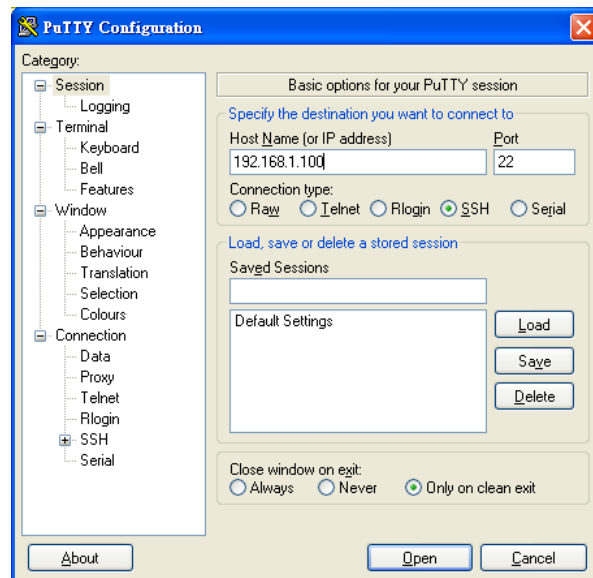 PuTTY Configuration
Category:
Session
Logging
Terminal
Keyboard
Bell
Features
Window
Appearance
Behaviour
Translation
Selection
Colours
Connection
Data
Proxy
Telnet
Rlogin
SSH
Serial
Basic options for your PuTTY session
Specify the destination you want to connect to
Host Name (or IP address) Port
192.168.1.100 22
Connection type:
Raw Telnet Rlogin SSH Serial
Load, save or delete a stored session
Saved Sessions
Default Settings
Load
Save
Delete
Close window on exit:
Always Never Only on clean exit
About Open Cancel